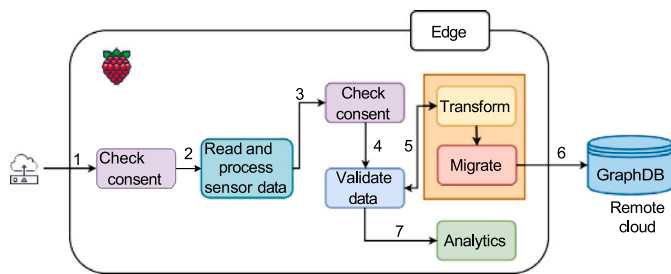 Edge
1
Check
consent
2
Read and
process
sensor data
3
Check
consent
4
Validate
data
5
Transform
Migrate
6
GraphDB
Remote
cloud
7
Analytics